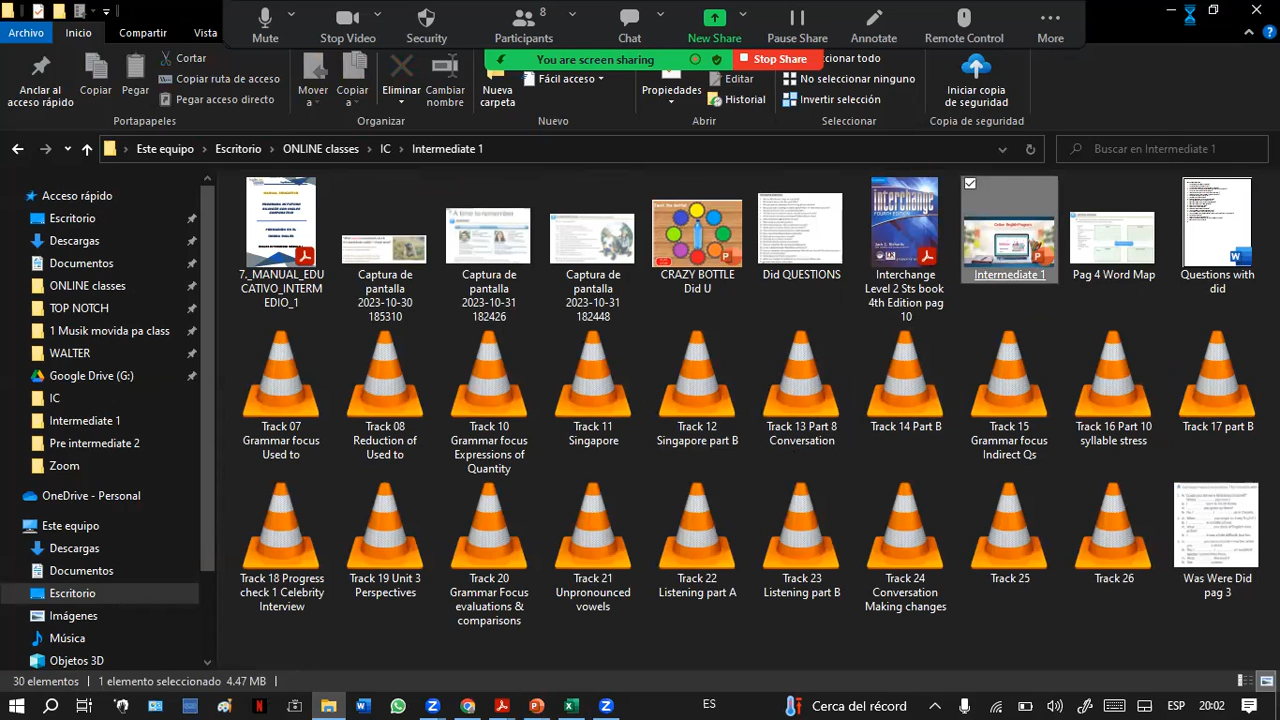 8
Mute
Stop Video
Security
Participants
Chat
New Share
Pause Share
Annotate
Remote Control
More
You are screen sharing
Stop Share
Archivo
Inicio
Compartir
Vista
Anclar al
acceso rápido
Pegar
Cortar
Copiar ruta de acceso
Pegar acceso directo
Mover
a
Copiar
a
Eliminar
Cambiar
nombre
Nueva
carpeta
Fácil acceso
Propiedades
Editar
Historial
No seleccionar ninguno
Invertir selección
Iniciar copia
de seguridad
Portapapeles
Organizar
Nuevo
Abrir
Seleccionar
Copia de seguridad
Este equipo
Escritorio
ONLINE classes
IC
Intermediate 1
Buscar en Intermediate 1
Acceso rápido
ONLINE classes
TOP NOTCH
1 Musik movida pa class
WALTER
Google Drive (G:)
IC
Intermediate 1
Pre intermediate 2
Zoom
OneDrive - Personal
Este equipo
Descargas
Documentos
Escritorio
Imágenes
Música
Objetos 3D
7._MANUAL_EDU
CATIVO_INTERM
EDIO_1
Captura de
pantalla
2023-10-30
185310
Captura de
pantalla
2023-10-31
182426
Captura de
pantalla
2023-10-31
182448
CRAZY BOTTLE
Did U
Did QUESTIONS
Interchange
Level 2 Sts book
4th Edition pag
10
Intermediate 1
Pag 4 Word Map
Questions with
did
Track 07
Grammar focus
Used to
Track 08
Reduction of
Used to
Track 10
Grammar focus
Expressions of
Quantity
Track 11
Singapore
Track 12
Singapore part B
Track 13 Part 8
Conversation
Track 14 Part B
Track 15
Grammar focus
Indirect Qs
Track 16 Part 10
syllable stress
Track 17 part B
Track 18 Progress
check 1 Celebrity
Interview
Track 19 Unit 3
Perspectives
Track 20
Grammar Focus
evaluations &
comparisons
Track 21
Unpronounced
vowels
Track 22
Listening part A
Track 23
Listening part B
Track 24
Conversation
Making changes
Track 25
Track 26
Was Were Did
pag 3
30 elementos
1 elemento seleccionado 4.47 MB
ES
Cerca del récord
ESP
20:02